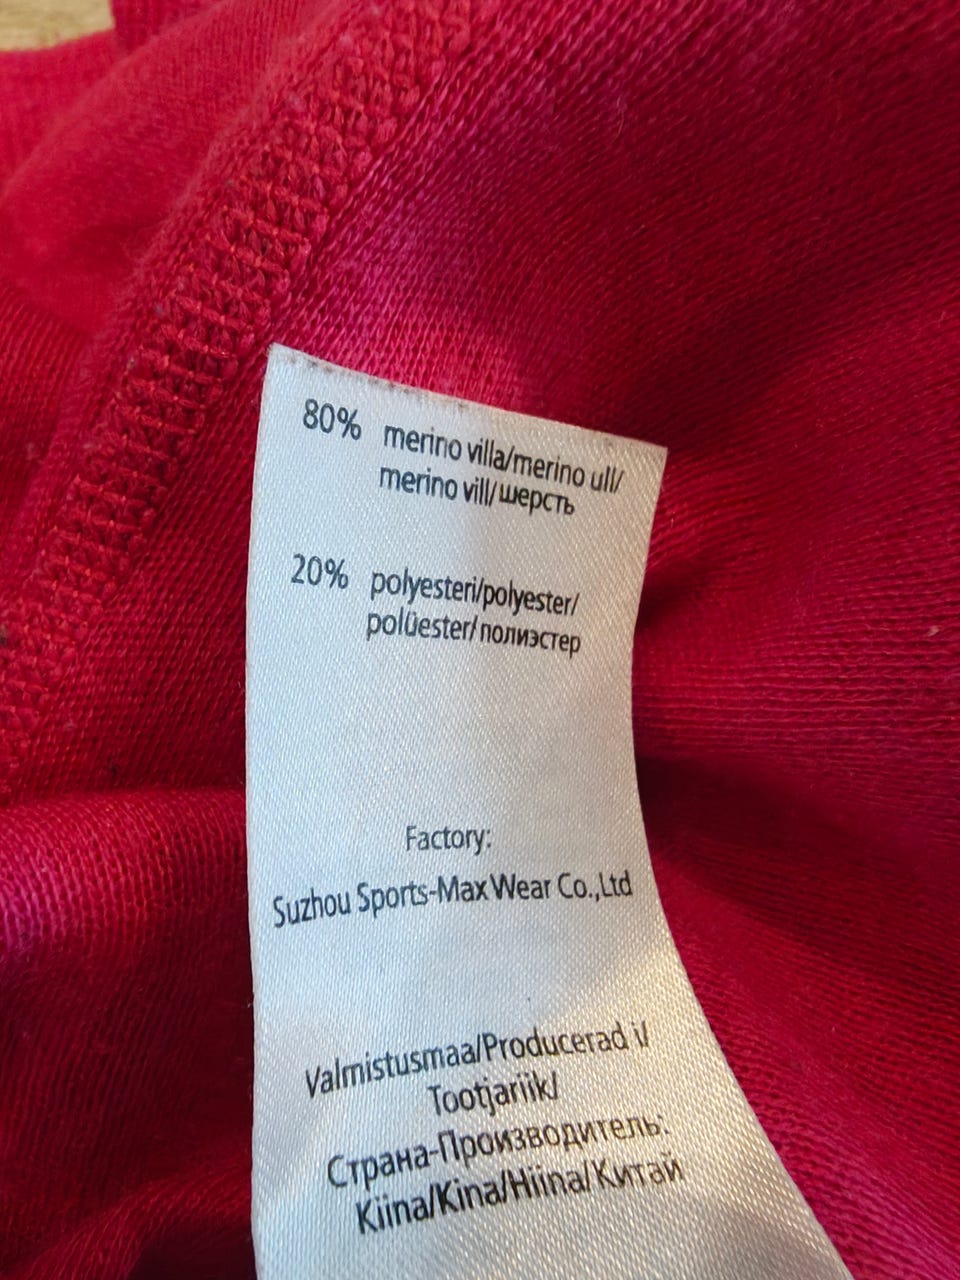 80% merino villa/merino ull/
merino vill/шерсть
20% polyesteri/polyester/
polüester/полиэстер
Factory:
Suzhou Sports-Max Wear Co.,Ltd
Valmistusmaa/Producerad i/
Tootjariik/
Страна-Производитель:
Kiina/Kina/Hiina/Китай